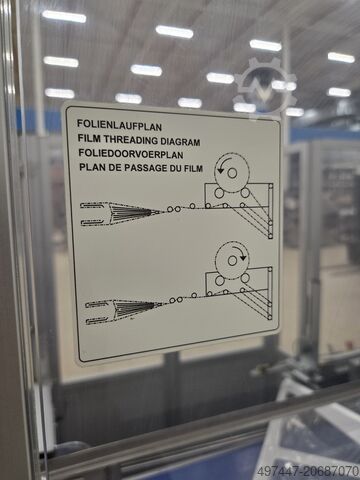 FOLIENLAUFPLAN
FILM THREADING DIAGRAM
FOLIEDOORVOERPLAN
PLAN DE PASSAGE DU FILM
497447-20687070